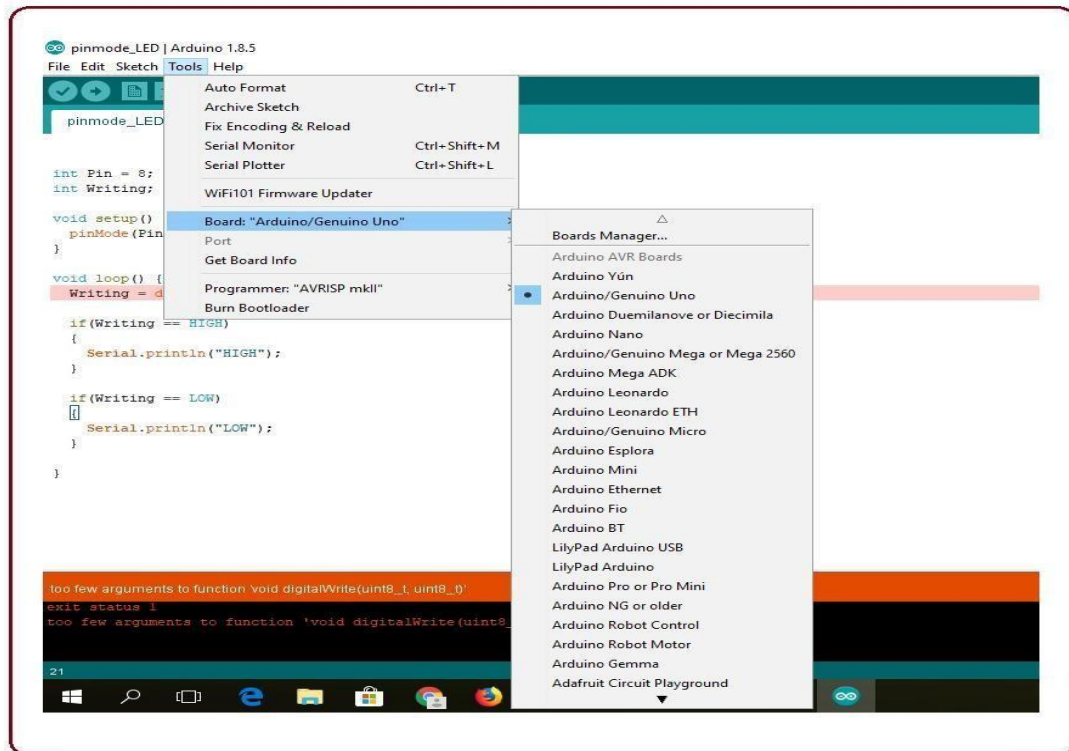 pinmode_LED | Arduino 1.8.5
File Edit Sketch Tools Help
pinmode_LED
Auto Format Ctrl+T
Archive Sketch
Fix Encoding & Reload
Serial Monitor Ctrl+Shift+M
Serial Plotter Ctrl+Shift+L
WiFi101 Firmware Updater
Board: "Arduino/Genuino Uno"
Port
Get Board Info
Programmer: "AVRISP mkII"
Burn Bootloader
int Pin = 8;
int Writing;
void setup()
pinMode(Pin
}
void loop() {
Writing = d
if(Writing == HIGH)
{
Serial.println("HIGH");
}
if(Writing == LOW)
{
Serial.println("LOW");
}
}
Boards Manager...
Arduino AVR Boards
Arduino Yún
Arduino/Genuino Uno
Arduino Duemilanove or Diecimila
Arduino Nano
Arduino/Genuino Mega or Mega 2560
Arduino Mega ADK
Arduino Leonardo
Arduino Leonardo ETH
Arduino/Genuino Micro
Arduino Esplora
Arduino Mini
Arduino Ethernet
Arduino Fio
Arduino BT
LilyPad Arduino USB
LilyPad Arduino
Arduino Pro or Pro Mini
Arduino NG or older
Arduino Robot Control
Arduino Robot Motor
Arduino Gemma
Adafruit Circuit Playground
too few arguments to function 'void digitalWrite(uint8_t, uint8_t)'
exit status 1
too few arguments to function 'void digitalWrite(uint8_
21